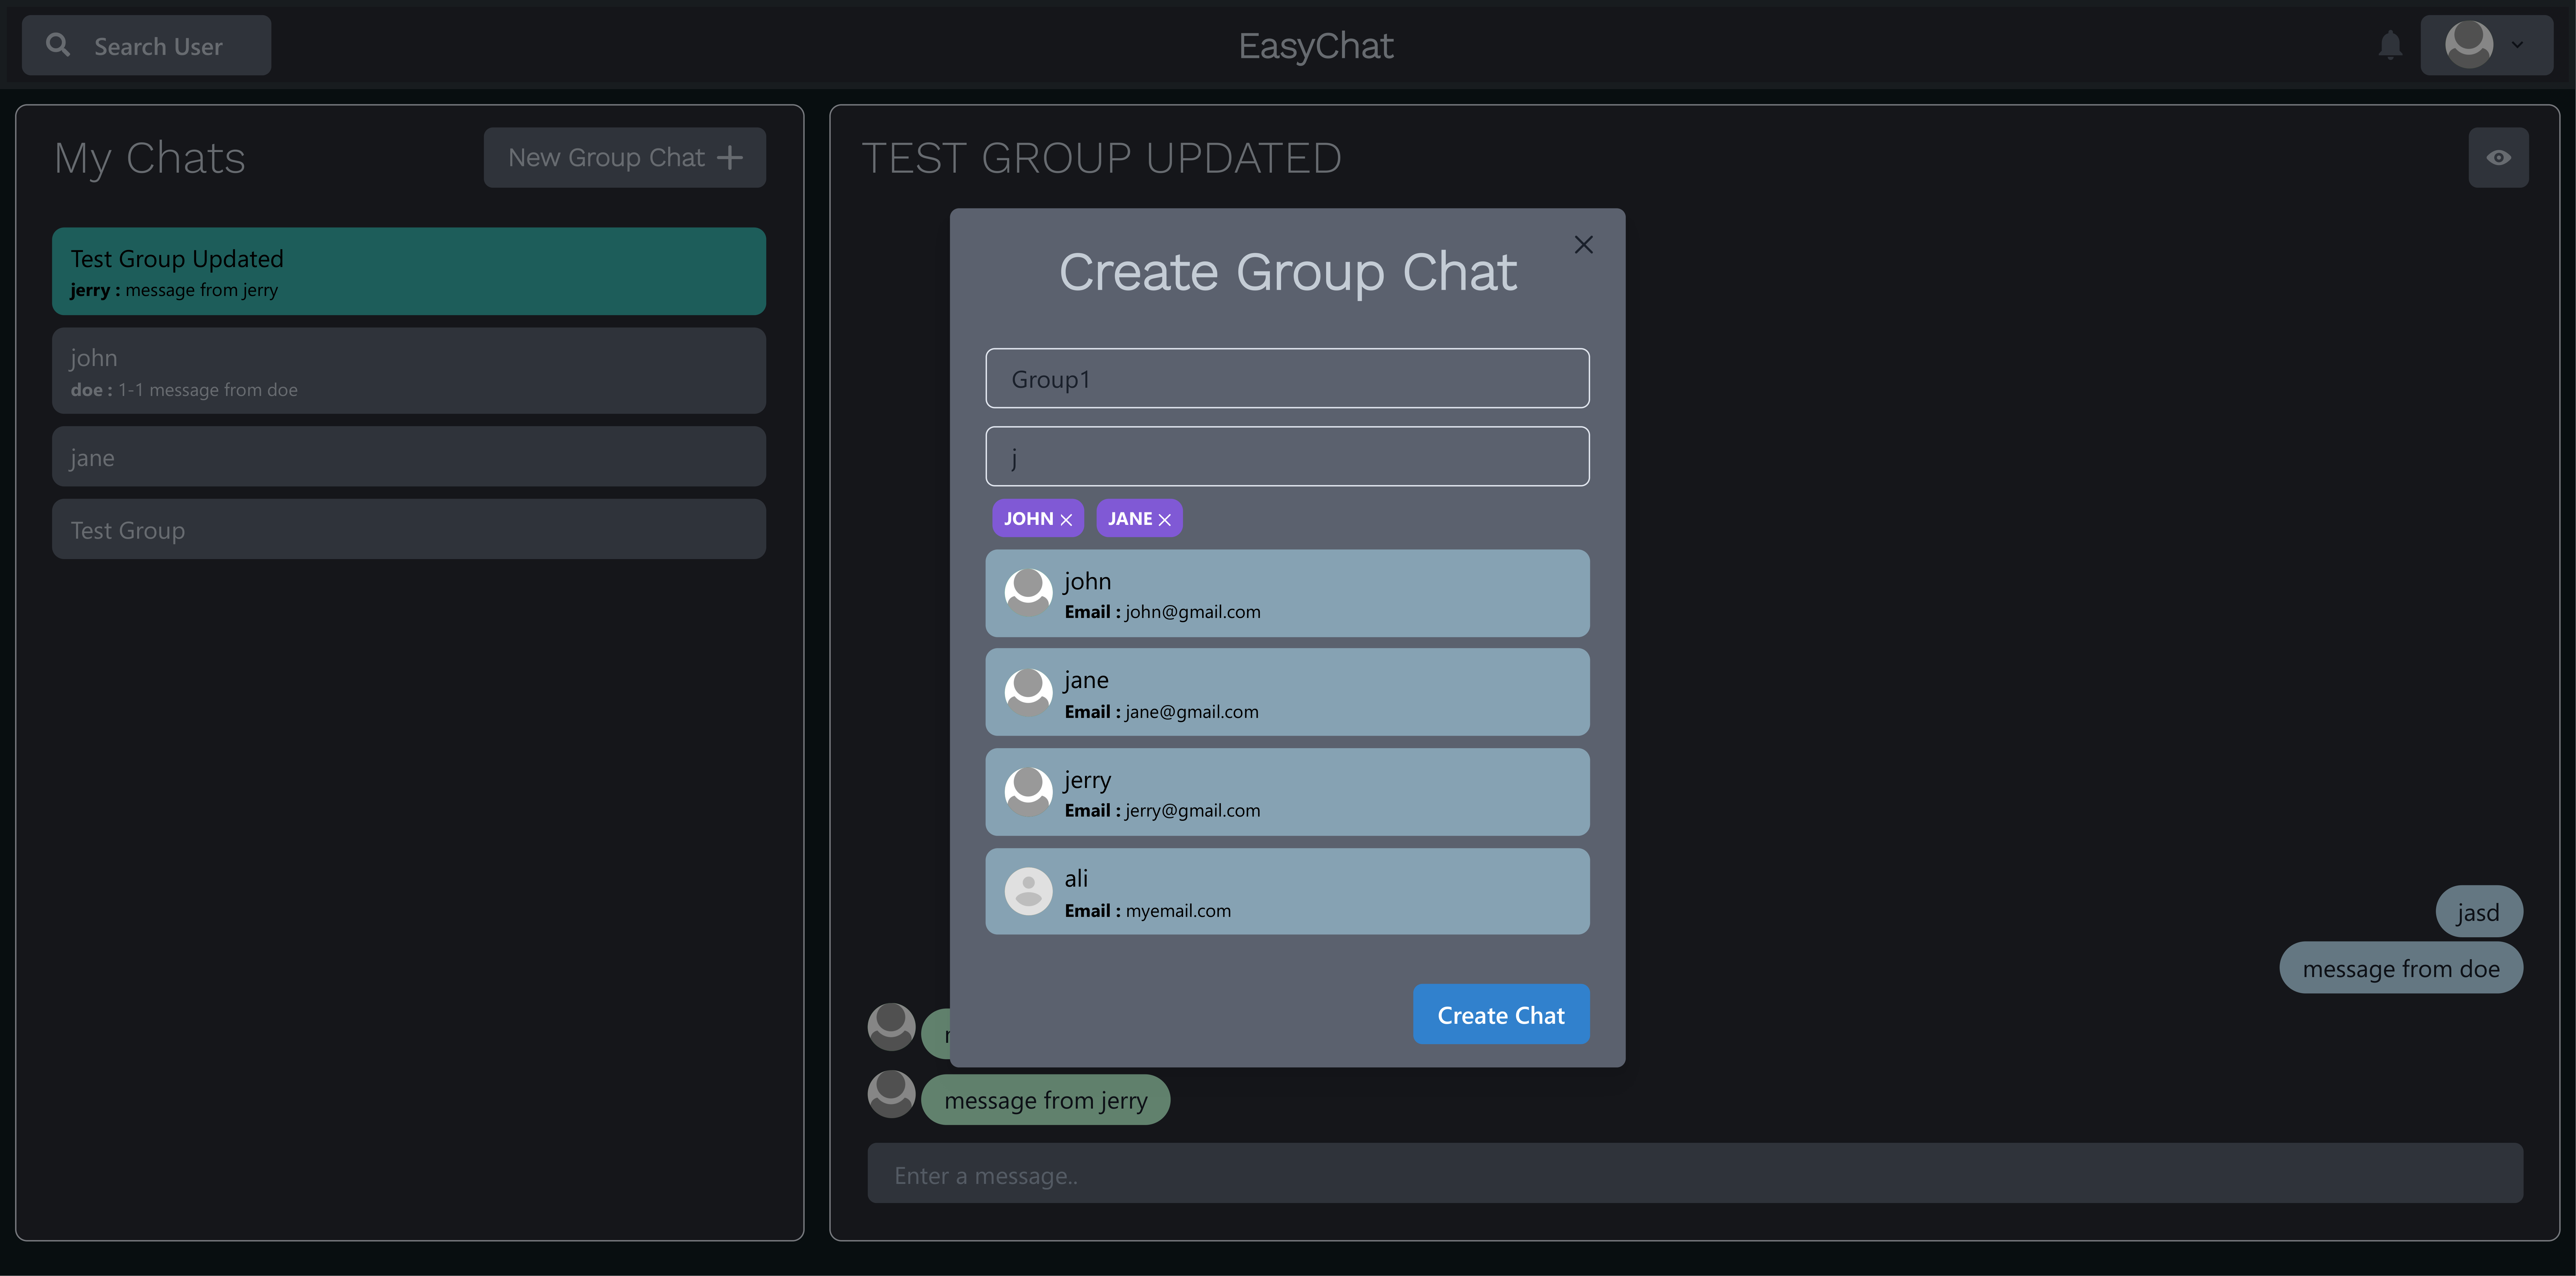 Search User
EasyChat
My Chats
New Group Chat
Test Group Updated
jerry : message from jerry
john
doe : 1-1 message from doe
jane
Test Group
TEST GROUP UPDATED
Create Group Chat
Group1
j
JOHN JANE
john
Email : john@gmail.com
jane
Email : jane@gmail.com
jerry
Email : jerry@gmail.com
ali
Email : myemail.com
Create Chat
jasd
message from doe
message from jerry
Enter a message..